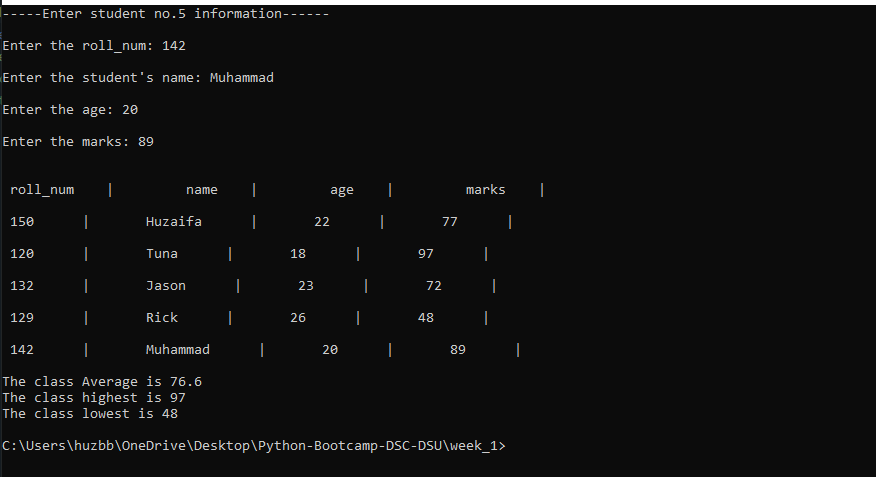 -----Enter student no.5 information------
Enter the roll_num: 142
Enter the student's name: Muhammad
Enter the age: 20
Enter the marks: 89
roll_num | name | age | marks |
150 | Huzaifa | 22 | 77 |
120 | Tuna | 18 | 97 |
132 | Jason | 23 | 72 |
129 | Rick | 26 | 48 |
142 | Muhammad | 20 | 89 |
The class Average is 76.6
The class highest is 97
The class lowest is 48
C:\Users\huzbb\OneDrive\Desktop\Python-Bootcamp-DSC-DSU\week_1>